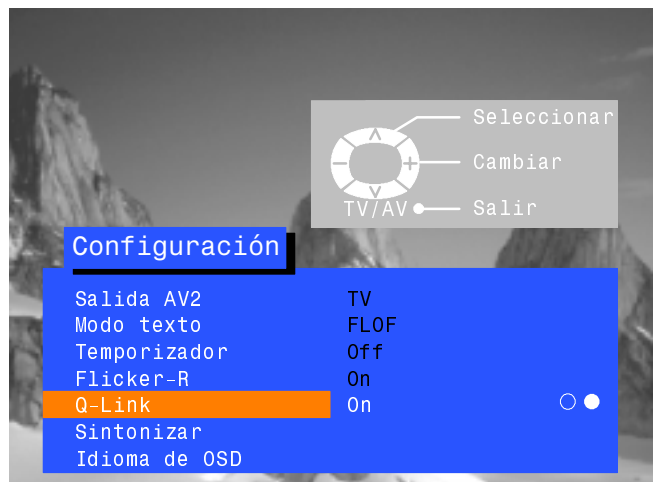 Seleccionar
Cambiar
TV/AV Salir
Configuración
Salida AV2 TV
Modo texto FLOF
Temporizador Off
Flicker-R On
Q-Link On
Sintonizar
Idioma de OSD